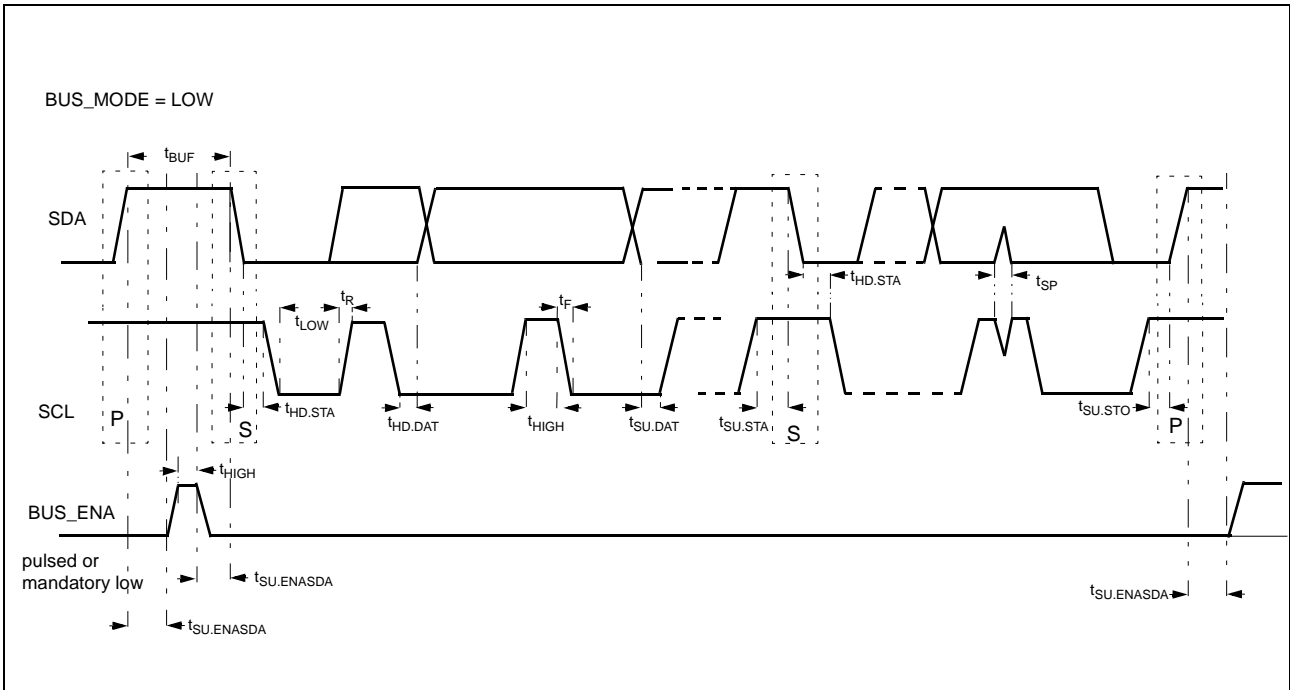 BUS_MODE = LOW
tBUF
SDA
tHD.STA
tSP
tR
tF
tLOW
SCL
P
S
tHD.STA
tHD.DAT
tHIGH
tSU.DAT
tSU.STA
S
tSU.STO
P
tHIGH
BUS_ENA
pulsed or
mandatory low
tSU.ENASDA
tSU.ENASDA
tSU.ENASDA